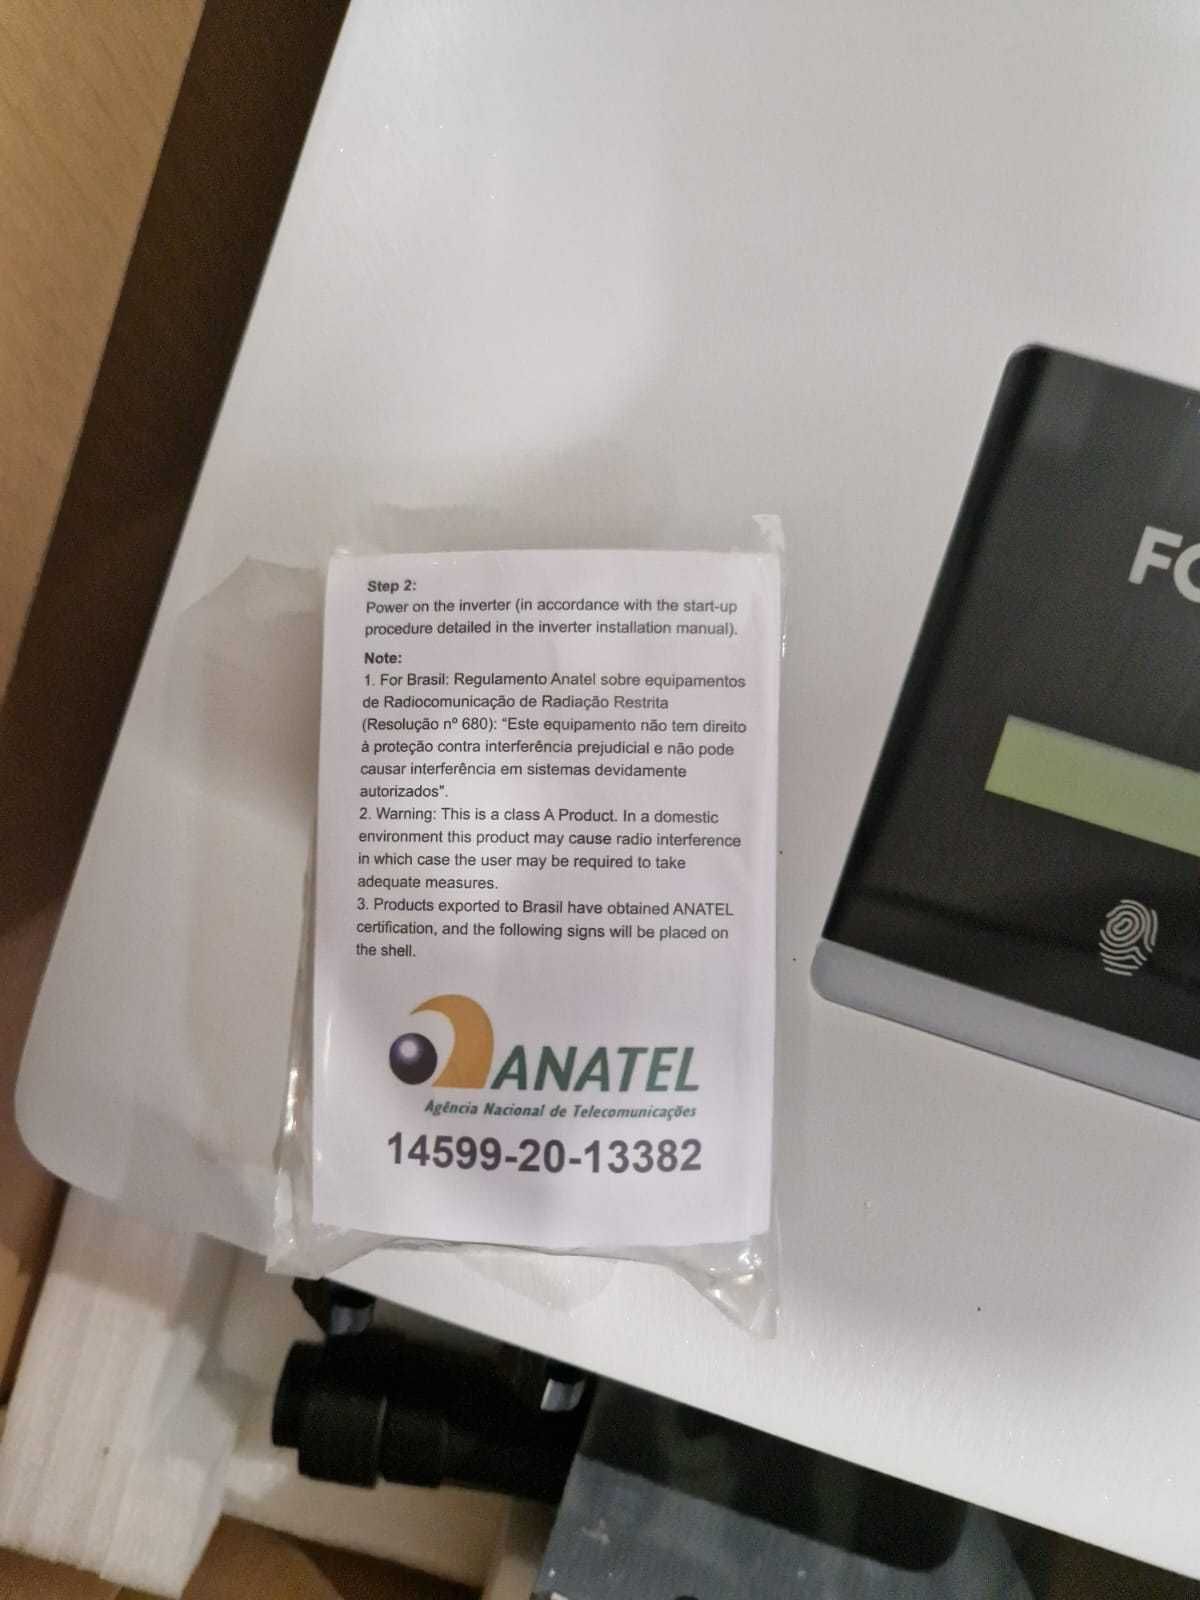 Step 2:
Power on the inverter (in accordance with the start-up
procedure detailed in the inverter installation manual).
Note:
1. For Brasil: Regulamento Anatel sobre equipamentos
de Radiocomunicação de Radiação Restrita
(Resolução nº 680): “Este equipamento não tem direito
à proteção contra interferência prejudicial e não pode
causar interferência em sistemas devidamente
autorizados".
2. Warning: This is a class A Product. In a domestic
environment this product may cause radio interference
in which case the user may be required to take
adequate measures.
3. Products exported to Brasil have obtained ANATEL
certification, and the following signs will be placed on
the shell.
ANATEL
Agência Nacional de Telecomunicações
14599-20-13382